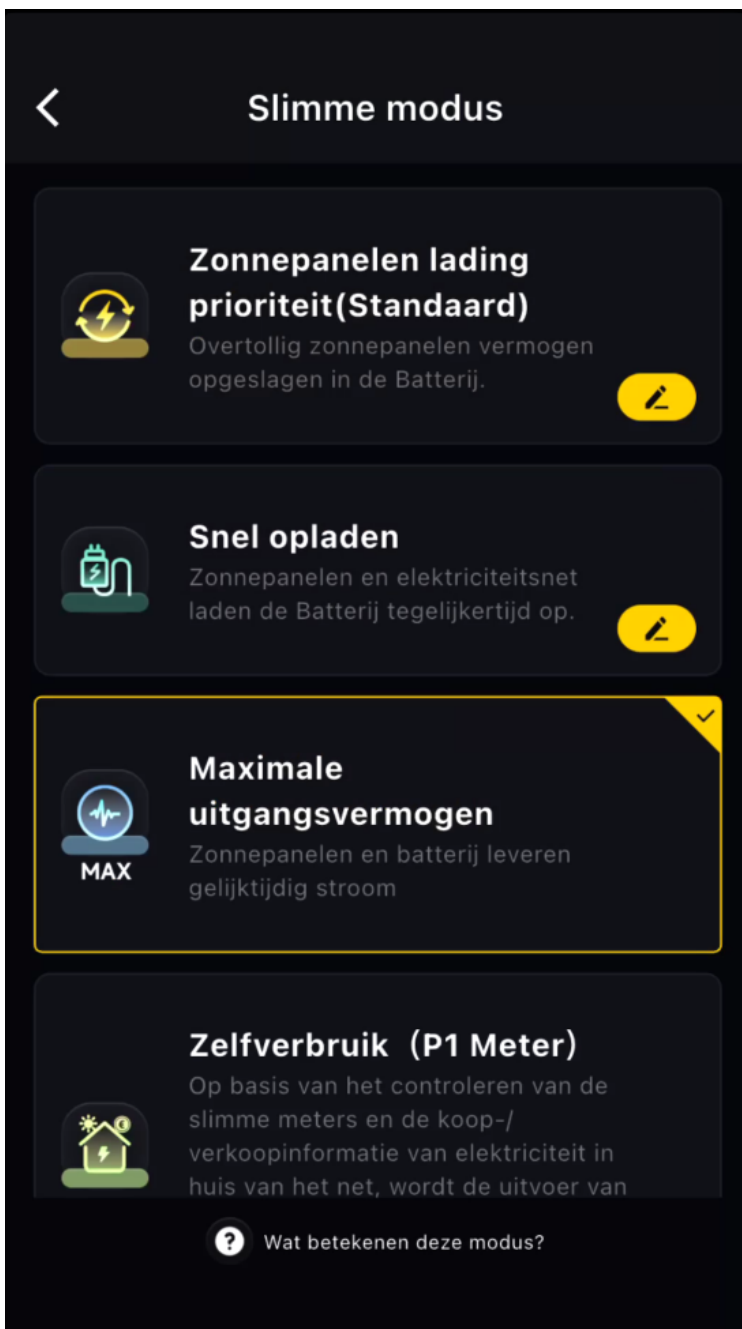 Slimme modus
Zonnepanelen lading
prioriteit(Standaard)
Overtollig zonnepanelen vermogen
opgeslagen in de Batterij.
Snel opladen
Zonnepanelen en elektriciteitsnet
laden de Batterij tegelijkertijd op.
Maximale
uitgangsvermogen
Zonnepanelen en batterij leveren
gelijktijdig stroom
MAX
Zelfverbruik（P1 Meter）
Op basis van het controleren van de
slimme meters en de koop-/
verkoopinformatie van elektriciteit in
huis van het net, wordt de uitvoer van
? Wat betekenen deze modus?